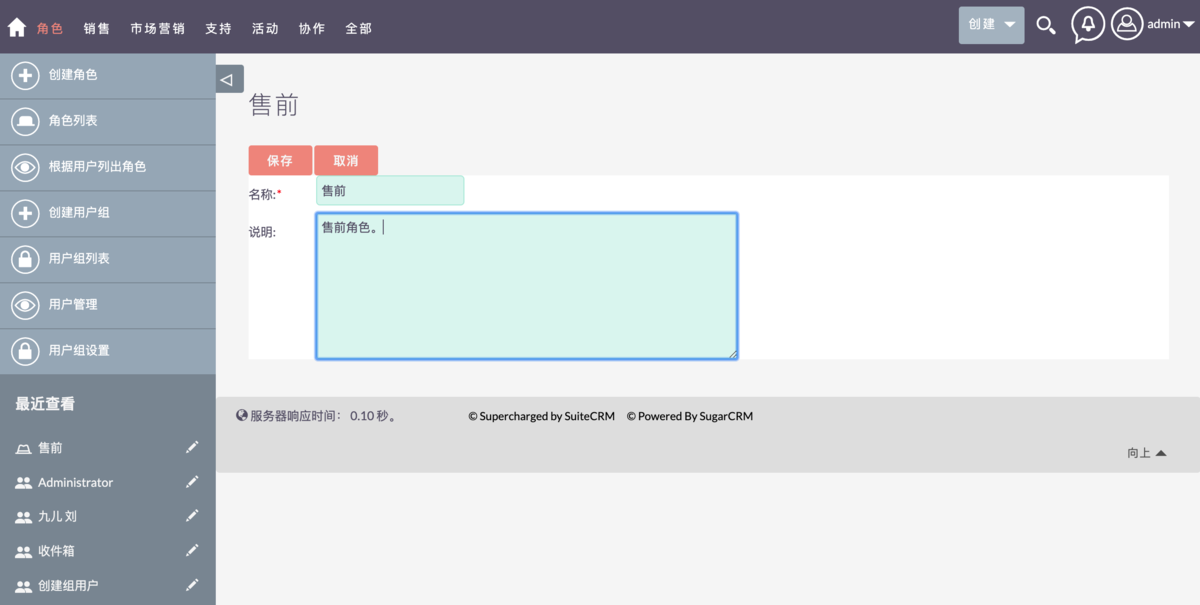 角色 销售 市场营销 支持 活动 协作 全部 创建 admin
创建角色
角色列表
根据用户列出角色
创建用户组
用户组列表
用户管理
用户组设置
最近查看
售前
Administrator
九儿 刘
收件箱
创建组用户
售前
保存 取消
名称:* 售前
说明: 售前角色。
服务器响应时间： 0.10 秒。 © Supercharged by SuiteCRM © Powered By SugarCRM
向上